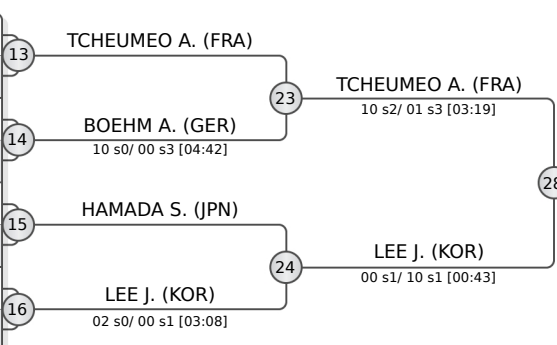 TCHEUMEO A. (FRA)
13
23
TCHEUMEO A. (FRA)
10 s2/ 01 s3 [03:19]
BOEHM A. (GER)
14
10 s0/ 00 s3 [04:42]
28
HAMADA S. (JPN)
15
24
LEE J. (KOR)
00 s1/ 10 s1 [00:43]
LEE J. (KOR)
16
02 s0/ 00 s1 [03:08]